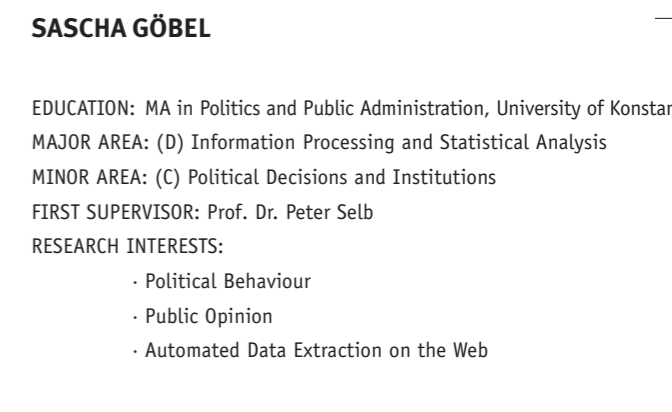 SASCHA GÖBEL
EDUCATION: MA in Politics and Public Administration, University of
MAJOR AREA: (D) Information Processing and Statistical Analysis
MINOR AREA: (C) Political Decisions and Institutions
FIRST SUPERVISOR: Prof. Dr. Peter Selb
RESEARCH INTERESTS:
· Political Behaviour
· Public Opinion
· Automated Data Extraction on the Web